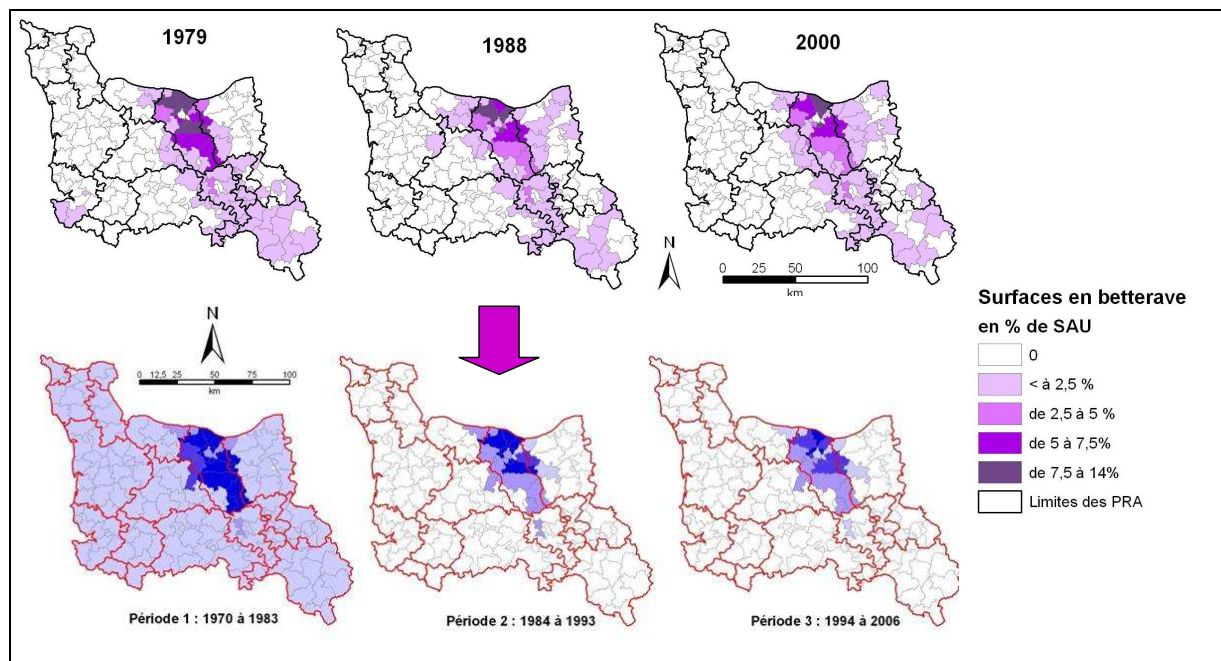 1979
1988
2000
N
0 25 50 100
km
N
0 12,5 25 50 75 100
km
Surfaces en betterave
en % de SAU
0
< à 2,5 %
de 2,5 à 5 %
de 5 à 7,5%
de 7,5 à 14%
Limites des PRA
Période 1 : 1970 à 1983
Période 2 : 1984 à 1993
Période 3 : 1994 à 2006